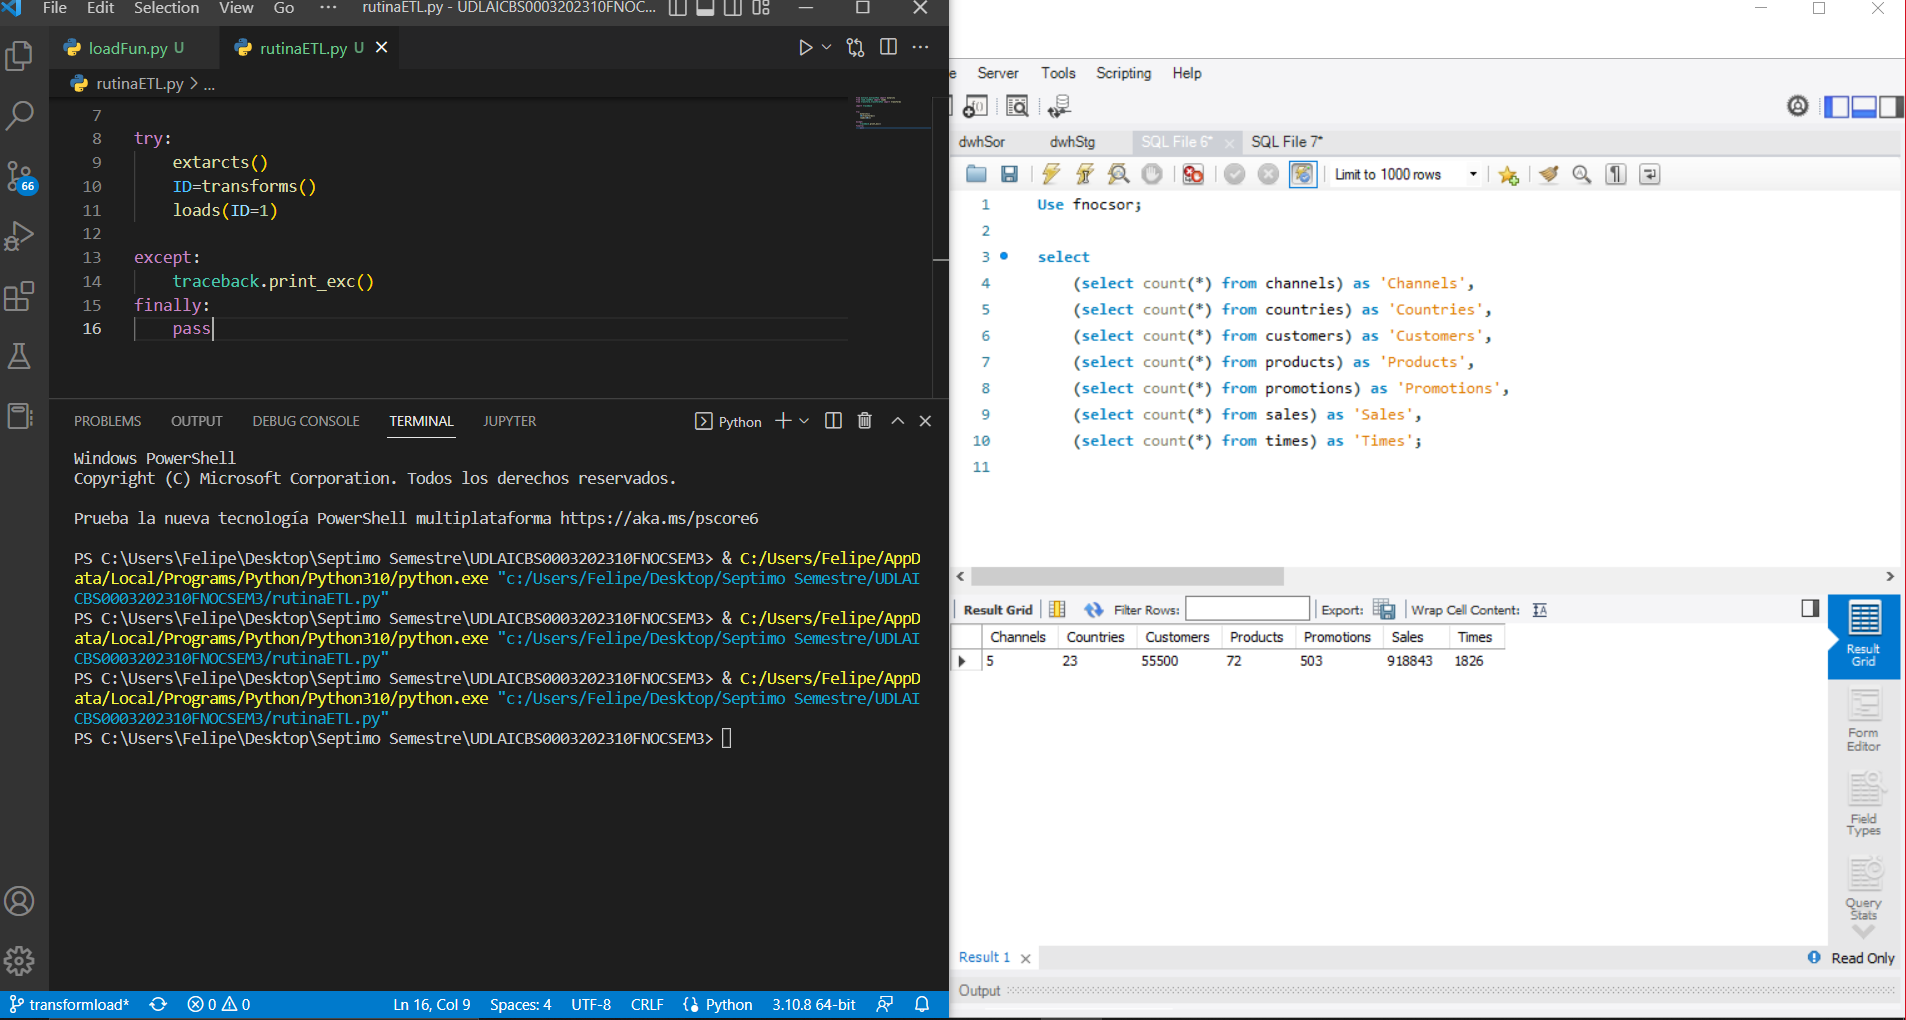 File Edit Selection View Go ··· rutinaETL.py - UDLAICBS0003202310FNOC...
loadFun.py U rutinaETL.py U
rutinaETL.py > ...
7
8 try:
9 extarcts()
10 ID=transforms()
11 loads(ID=1)
12
13 except:
14 traceback.print_exc()
15 finally:
16 pass
66
PROBLEMS OUTPUT DEBUG CONSOLE TERMINAL JUPYTER Python
Windows PowerShell
Copyright (C) Microsoft Corporation. Todos los derechos reservados.
Prueba la nueva tecnología PowerShell multiplataforma https://aka.ms/pscore6
PS C:\Users\Felipe\Desktop\Septimo Semestre\UDLAICBS0003202310FNOCSEM3> & C:/Users/Felipe/AppD
ata/Local/Programs/Python/Python310/python.exe "c:/Users/Felipe/Desktop/Septimo Semestre/UDLAI
CBS0003202310FNOCSEM3/rutinaETL.py"
PS C:\Users\Felipe\Desktop\Septimo Semestre\UDLAICBS0003202310FNOCSEM3> & C:/Users/Felipe/AppD
ata/Local/Programs/Python/Python310/python.exe "c:/Users/Felipe/Desktop/Septimo Semestre/UDLAI
CBS0003202310FNOCSEM3/rutinaETL.py"
PS C:\Users\Felipe\Desktop\Septimo Semestre\UDLAICBS0003202310FNOCSEM3> & C:/Users/Felipe/AppD
ata/Local/Programs/Python/Python310/python.exe "c:/Users/Felipe/Desktop/Septimo Semestre/UDLAI
CBS0003202310FNOCSEM3/rutinaETL.py"
PS C:\Users\Felipe\Desktop\Septimo Semestre\UDLAICBS0003202310FNOCSEM3>
transformload* 0 0 Ln 16, Col 9 Spaces: 4 UTF-8 CRLF Python 3.10.8 64-bit
e Server Tools Scripting Help
dwhSor dwhStg SQL File 6* SQL File 7*
Limit to 1000 rows
1 Use fnocsor;
2
3 select
4 (select count(*) from channels) as 'Channels',
5 (select count(*) from countries) as 'Countries',
6 (select count(*) from customers) as 'Customers',
7 (select count(*) from products) as 'Products',
8 (select count(*) from promotions) as 'Promotions',
9 (select count(*) from sales) as 'Sales',
10 (select count(*) from times) as 'Times';
11
Result Grid Filter Rows: Export: Wrap Cell Content:
Channels Countries Customers Products Promotions Sales Times
5 23 55500 72 503 918843 1826
Result
Grid
Form
Editor
Field
Types
Query
Stats
Result 1 Read Only
Output